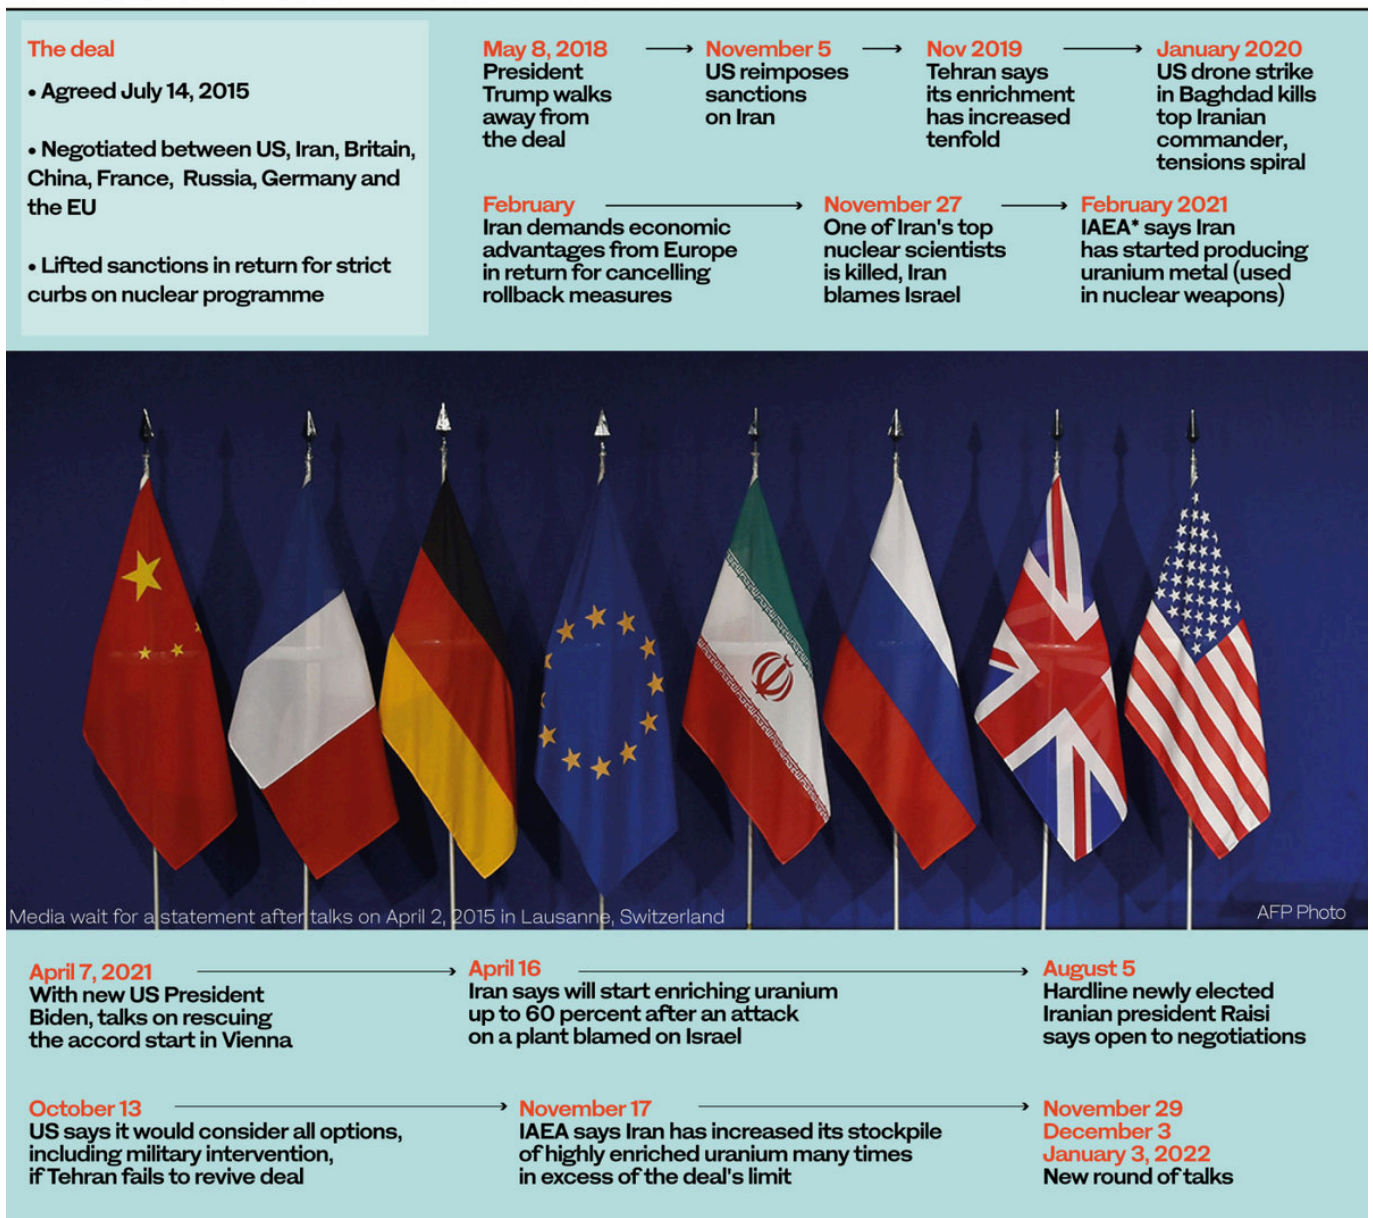 The deal
• Agreed July 14, 2015
• Negotiated between US, Iran, Britain,
China, France, Russia, Germany and
the EU
• Lifted sanctions in return for strict
curbs on nuclear programme
May 8, 2018
President
Trump walks
away from
the deal
November 5
US reimposes
sanctions
on Iran
Nov 2019
Tehran says
its enrichment
has increased
tenfold
January 2020
US drone strike
in Baghdad kills
top Iranian
commander,
tensions spiral
February
Iran demands economic
advantages from Europe
in return for cancelling
rollback measures
November 27
One of Iran's top
nuclear scientists
is killed, Iran
blames Israel
February 2021
IAEA* says Iran
has started producing
uranium metal (used
in nuclear weapons)
Media wait for a statement after talks on April 2, 2015 in Lausanne, Switzerland
AFP Photo
April 7, 2021
With new US President
Biden, talks on rescuing
the accord start in Vienna
April 16
Iran says will start enriching uranium
up to 60 percent after an attack
on a plant blamed on Israel
August 5
Hardline newly elected
Iranian president Raisi
says open to negotiations
October 13
US says it would consider all options,
including military intervention,
if Tehran fails to revive deal
November 17
IAEA says Iran has increased its stockpile
of highly enriched uranium many times
in excess of the deal's limit
November 29
December 3
January 3, 2022
New round of talks